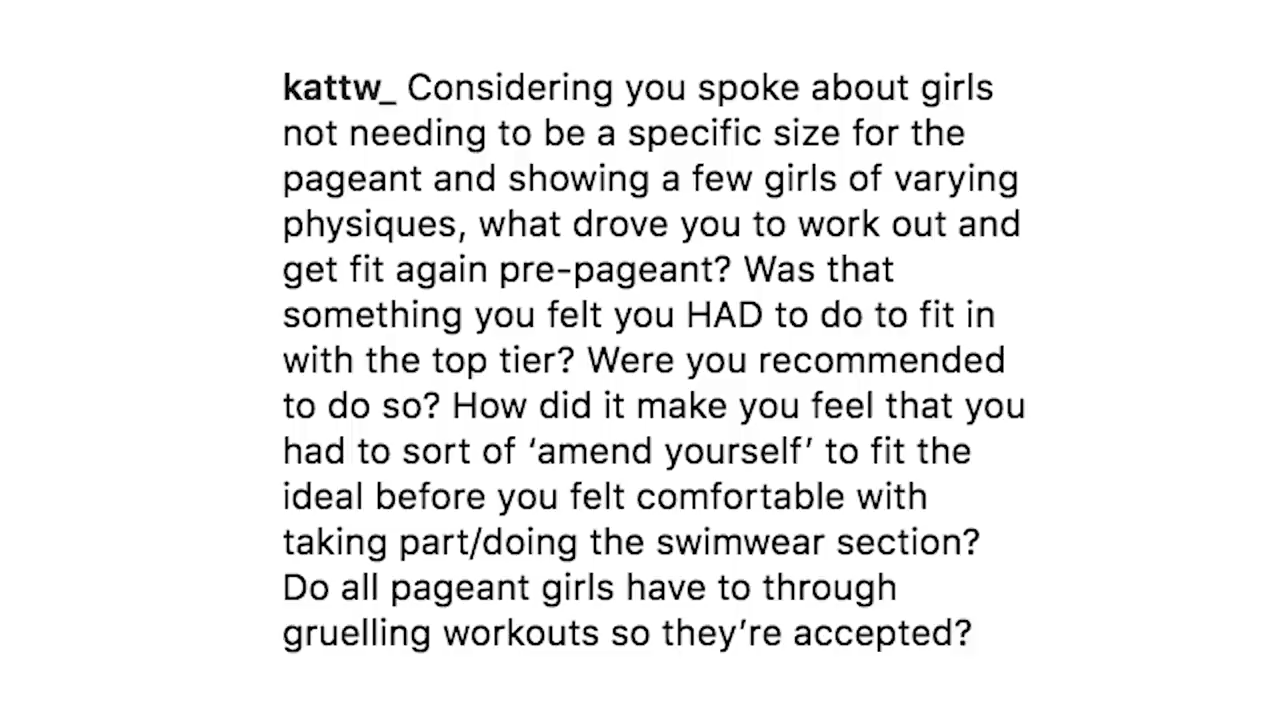 kattw_ Considering you spoke about girls
not needing to be a specific size for the
pageant and showing a few girls of varying
physiques, what drove you to work out and
get fit again pre-pageant? Was that
something you felt you HAD to do to fit in
with the top tier? Were you recommended
to do so? How did it make you feel that you
had to sort of ‘amend yourself’ to fit the
ideal before you felt comfortable with
taking part/doing the swimwear section?
Do all pageant girls have to through
gruelling workouts so they’re accepted?